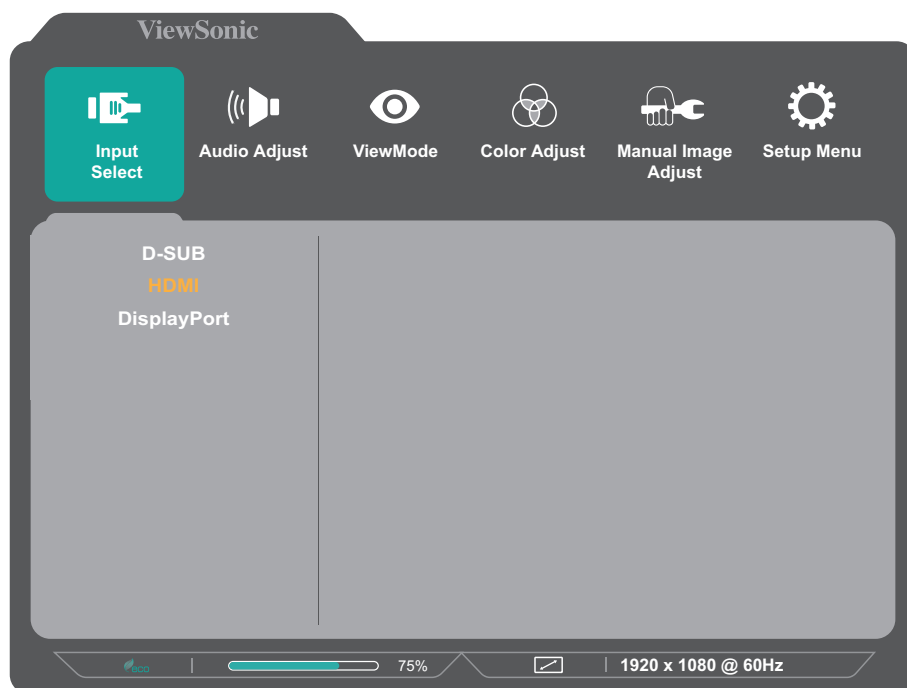 ViewSonic
Input
Select
Audio Adjust
ViewMode
Color Adjust
Manual Image
Adjust
Setup Menu
D-SUB
HDMI
DisplayPort
75%
1920 x 1080 @ 60Hz